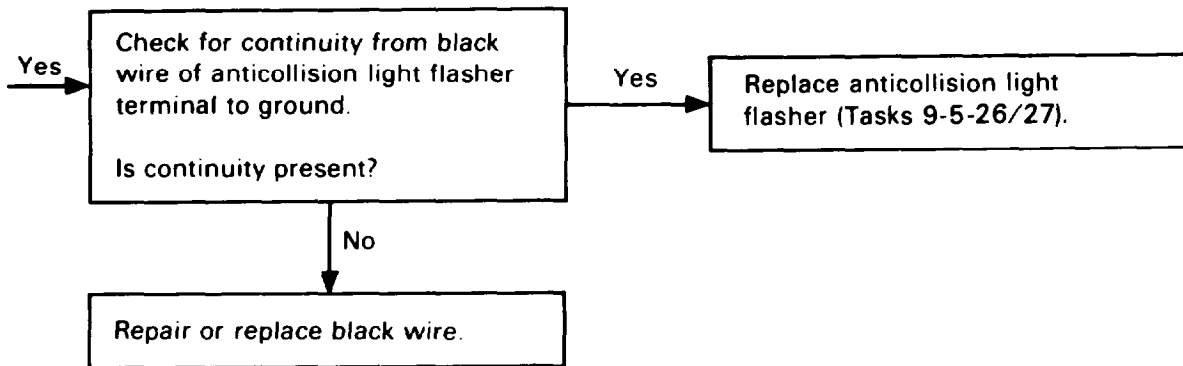 Yes
Check for continuity from black
wire of anticollision light flasher
terminal to ground.
Is continuity present?
Yes
Replace anticollision light
flasher (Tasks 9-5-26/27).
No
Repair or replace black wire.